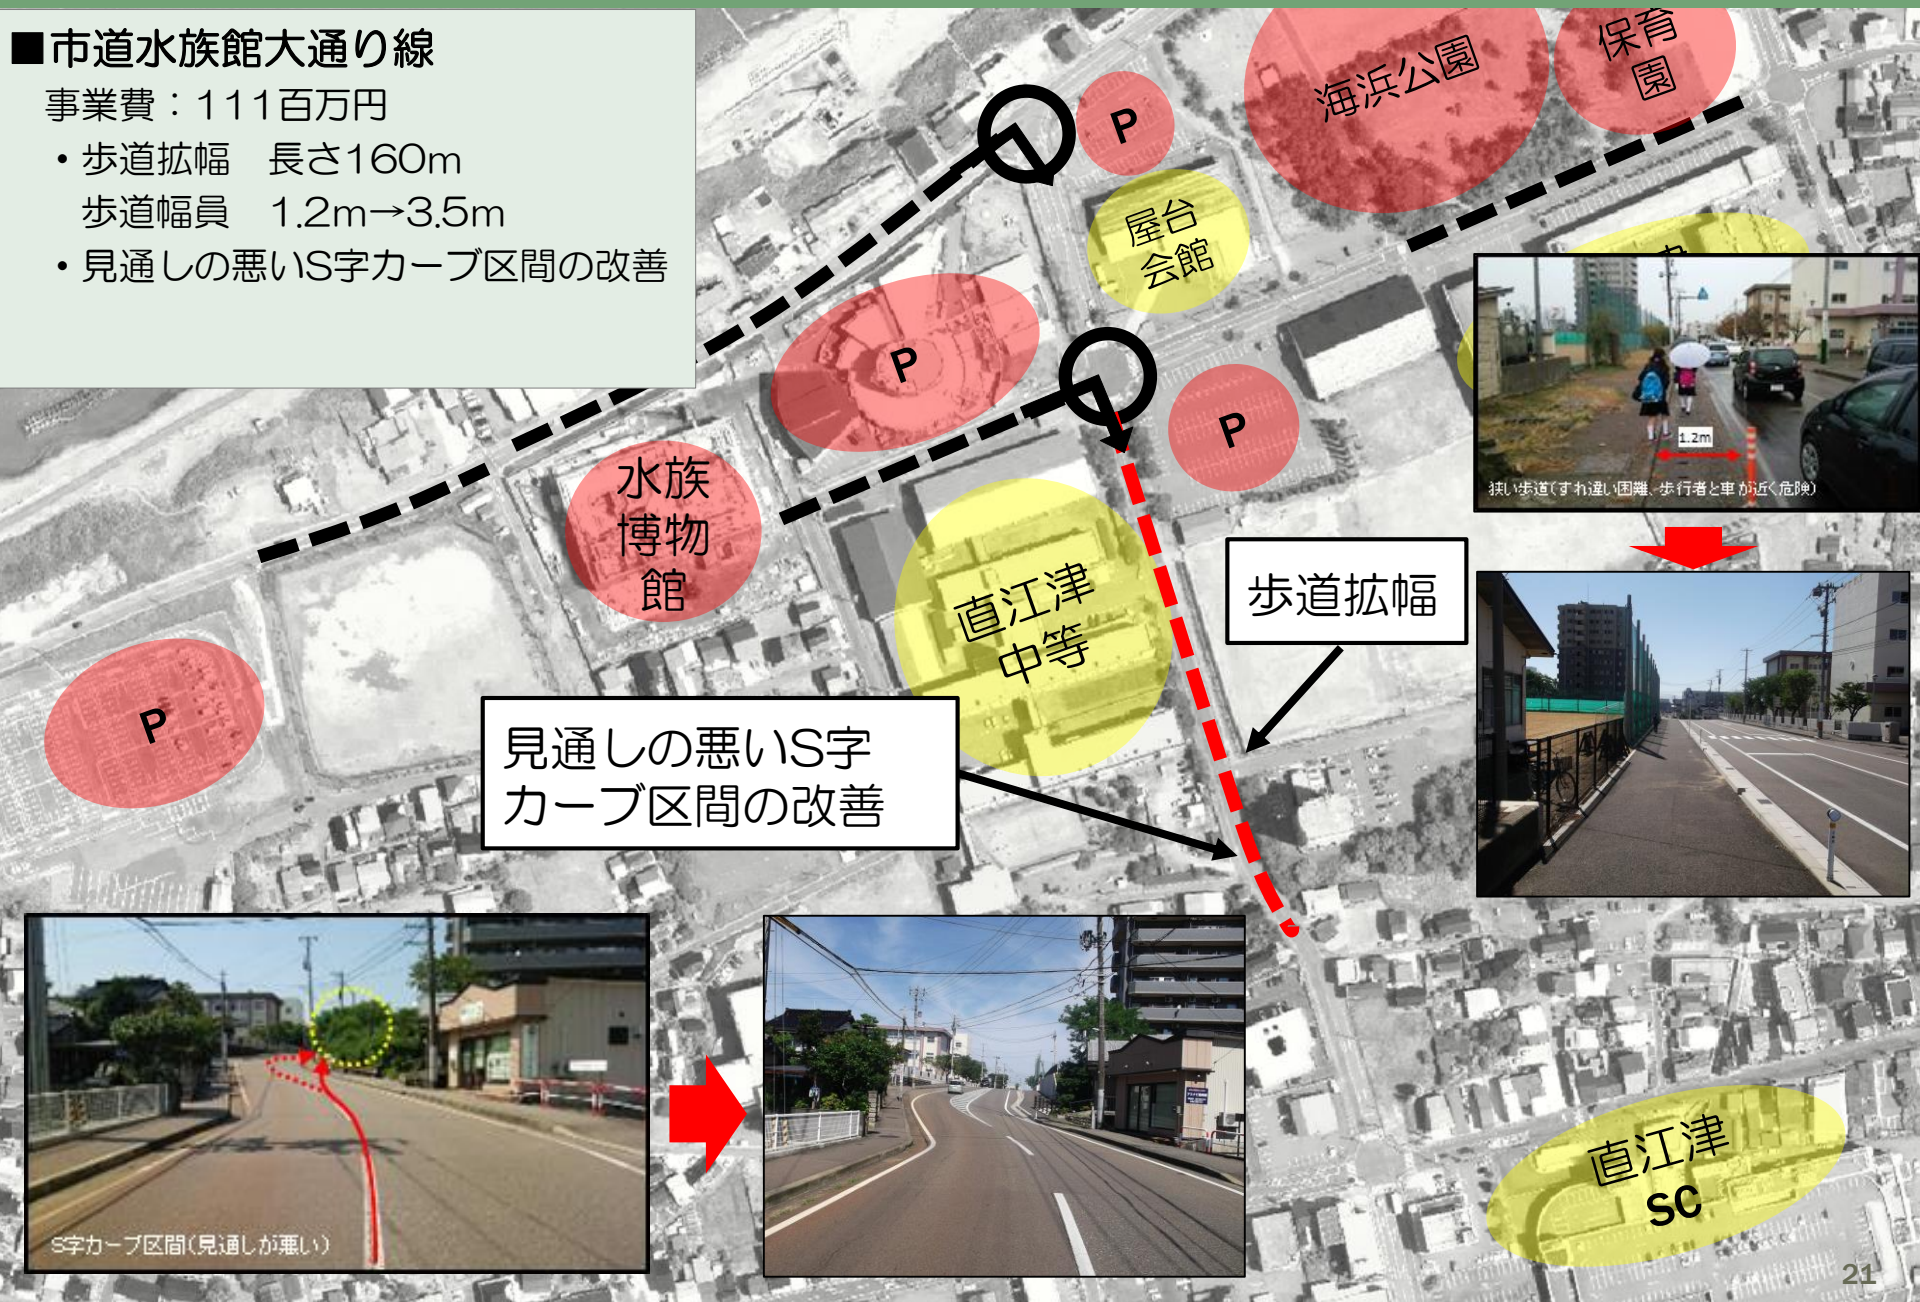 ■市道水族館大通り線
事業費：111百万円
・歩道拡幅　長さ160m
歩道幅員　1.2m→3.5m
・見通しの悪いS字カーブ区間の改善
海浜公園
保育
園
P
屋台
会館
P
P
水族
博物
館
直江津
中等
P
歩道拡幅
見通しの悪いS字
カーブ区間の改善
1.2m
狭い歩道(すれ違い困難、歩行者と車が近く危険)
S字カーブ区間(見通しが悪い)
直江津
SC
21